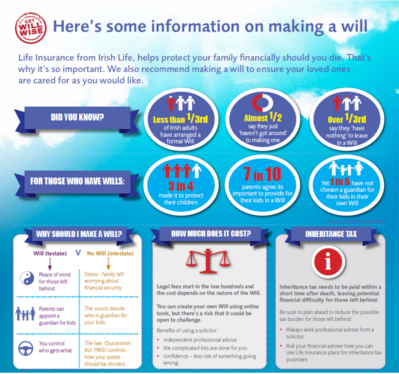 GET
WILL
WISE
Here's some information on making a will
Life Insurance from Irish Life, helps protect your family financially should you die. That's
why it's so important. We also recommend making a will to ensure your loved ones
are cared for as you would like.
DID YOU KNOW?
Less than 1/3rd
of Irish adults
have arranged a
formal Will
Almost 1/2
say they just
'haven't got around'
to making one
Over 1/3rd
say they 'have
nothing' to leave
in a Will
FOR THOSE WHO HAVE WILLS:
3 in 4
made it to protect
their children
7 in 10
parents agree its
important to provide for
their kids in a Will
Yet 1 in 5 have not
chosen a guardian for
their kids in their
own Will
WHY SHOULD I MAKE A WILL?
Will (testate) V No Will (intestate)
Peace of mind
for those left
behind
Stress - family left
worrying about
financial security
Parents can
appoint a
guardian for kids
The courts decide
who is guardian for
your kids
You control
who gets what
The law (Succession
Act 1965) controls
how your assets
should be divided.
HOW MUCH DOES IT COST?
Legal fees start in the low hundreds and
the cost depends on the nature of the Will.
You can create your own Will using online
tools, but there's a risk that it could be
open to challenge.
Benefits of using a solicitor:
• independent professional advice
• the complicated bits are done for you
• confidence – less risk of something going
wrong.
INHERITANCE TAX
i
Inheritance tax needs to be paid within a
short time after death, leaving potential
financial difficulty for those left behind.
Be sure to plan ahead to reduce the possible
tax burden for those left behind:
• Always seek professional advice from a
solicitor
• Ask your financial adviser how you can
use Life Insurance plans for inheritance tax
purposes